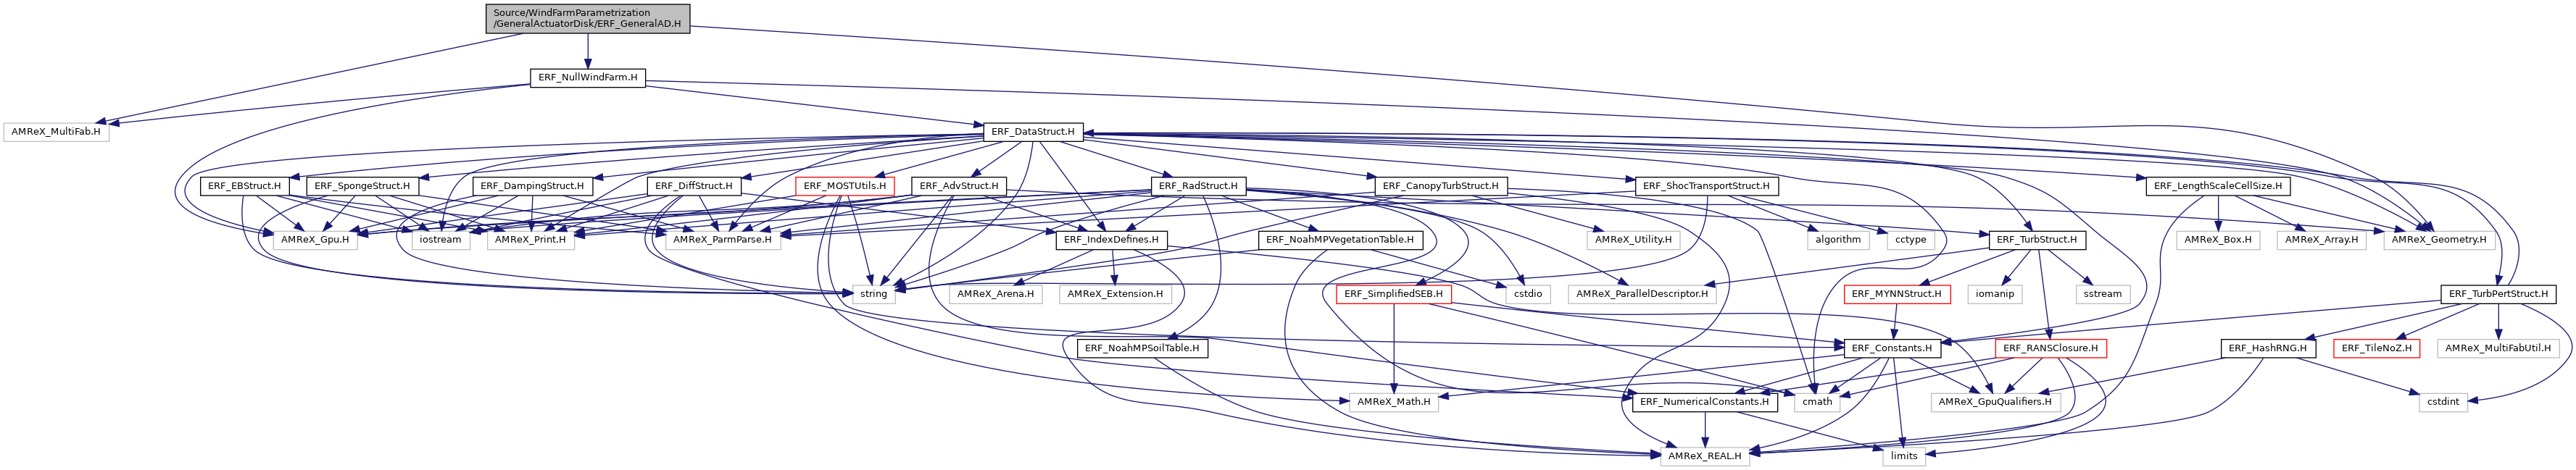 Source/WindFarmParametrization
/GeneralActuatorDisk/ERF_GeneralAD.H
ERF_NullWindFarm.H
AMReX_MultiFab.H
ERF_DataStruct.H
ERF_EBStruct.H
ERF_SpongeStruct.H
ERF_DampingStruct.H
ERF_DiffStruct.H
ERF_MOSTUtils.H
ERF_AdvStruct.H
ERF_RadStruct.H
ERF_CanopyTurbStruct.H
ERF_ShocTransportStruct.H
ERF_LengthScaleCellSize.H
AMReX_Gpu.H
iostream
AMReX_Print.H
AMReX_ParmParse.H
ERF_IndexDefines.H
ERF_NoahMPVegetationTable.H
AMReX_Utility.H
algorithm
cctype
ERF_TurbStruct.H
AMReX_Box.H
AMReX_Array.H
AMReX_Geometry.H
string
AMReX_Arena.H
AMReX_Extension.H
ERF_SimplifiedSEB.H
cstdio
AMReX_ParallelDescriptor.H
ERF_MYNNStruct.H
iomanip
sstream
ERF_TurbPertStruct.H
ERF_NoahMPSoilTable.H
ERF_Constants.H
ERF_RANSClosure.H
ERF_HashRNG.H
ERF_TileNoZ.H
AMReX_MultiFabUtil.H
AMReX_Math.H
ERF_NumericalConstants.H
cmath
AMReX_GpuQualifiers.H
cstdint
AMReX_REAL.H
limits